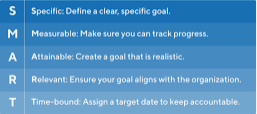 S Specific: Define a clear, specific goal.
M Measurable: Make sure you can track progress.
A Attainable: Create a goal that is realistic.
R Relevant: Ensure your goal aligns with the organization.
T Time-bound: Assign a target date to keep accountable.